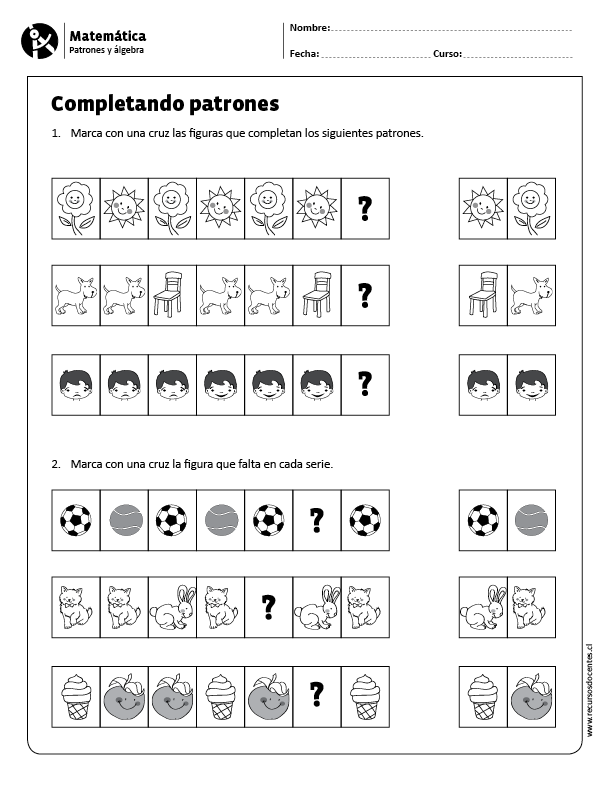 Matemática
Patrones y álgebra
Nombre:
Fecha: Curso:
Completando patrones
1. Marca con una cruz las figuras que completan los siguientes patrones.
?
?
?
2. Marca con una cruz la figura que falta en cada serie.
?
?
?
www.recursosdocentes.cl